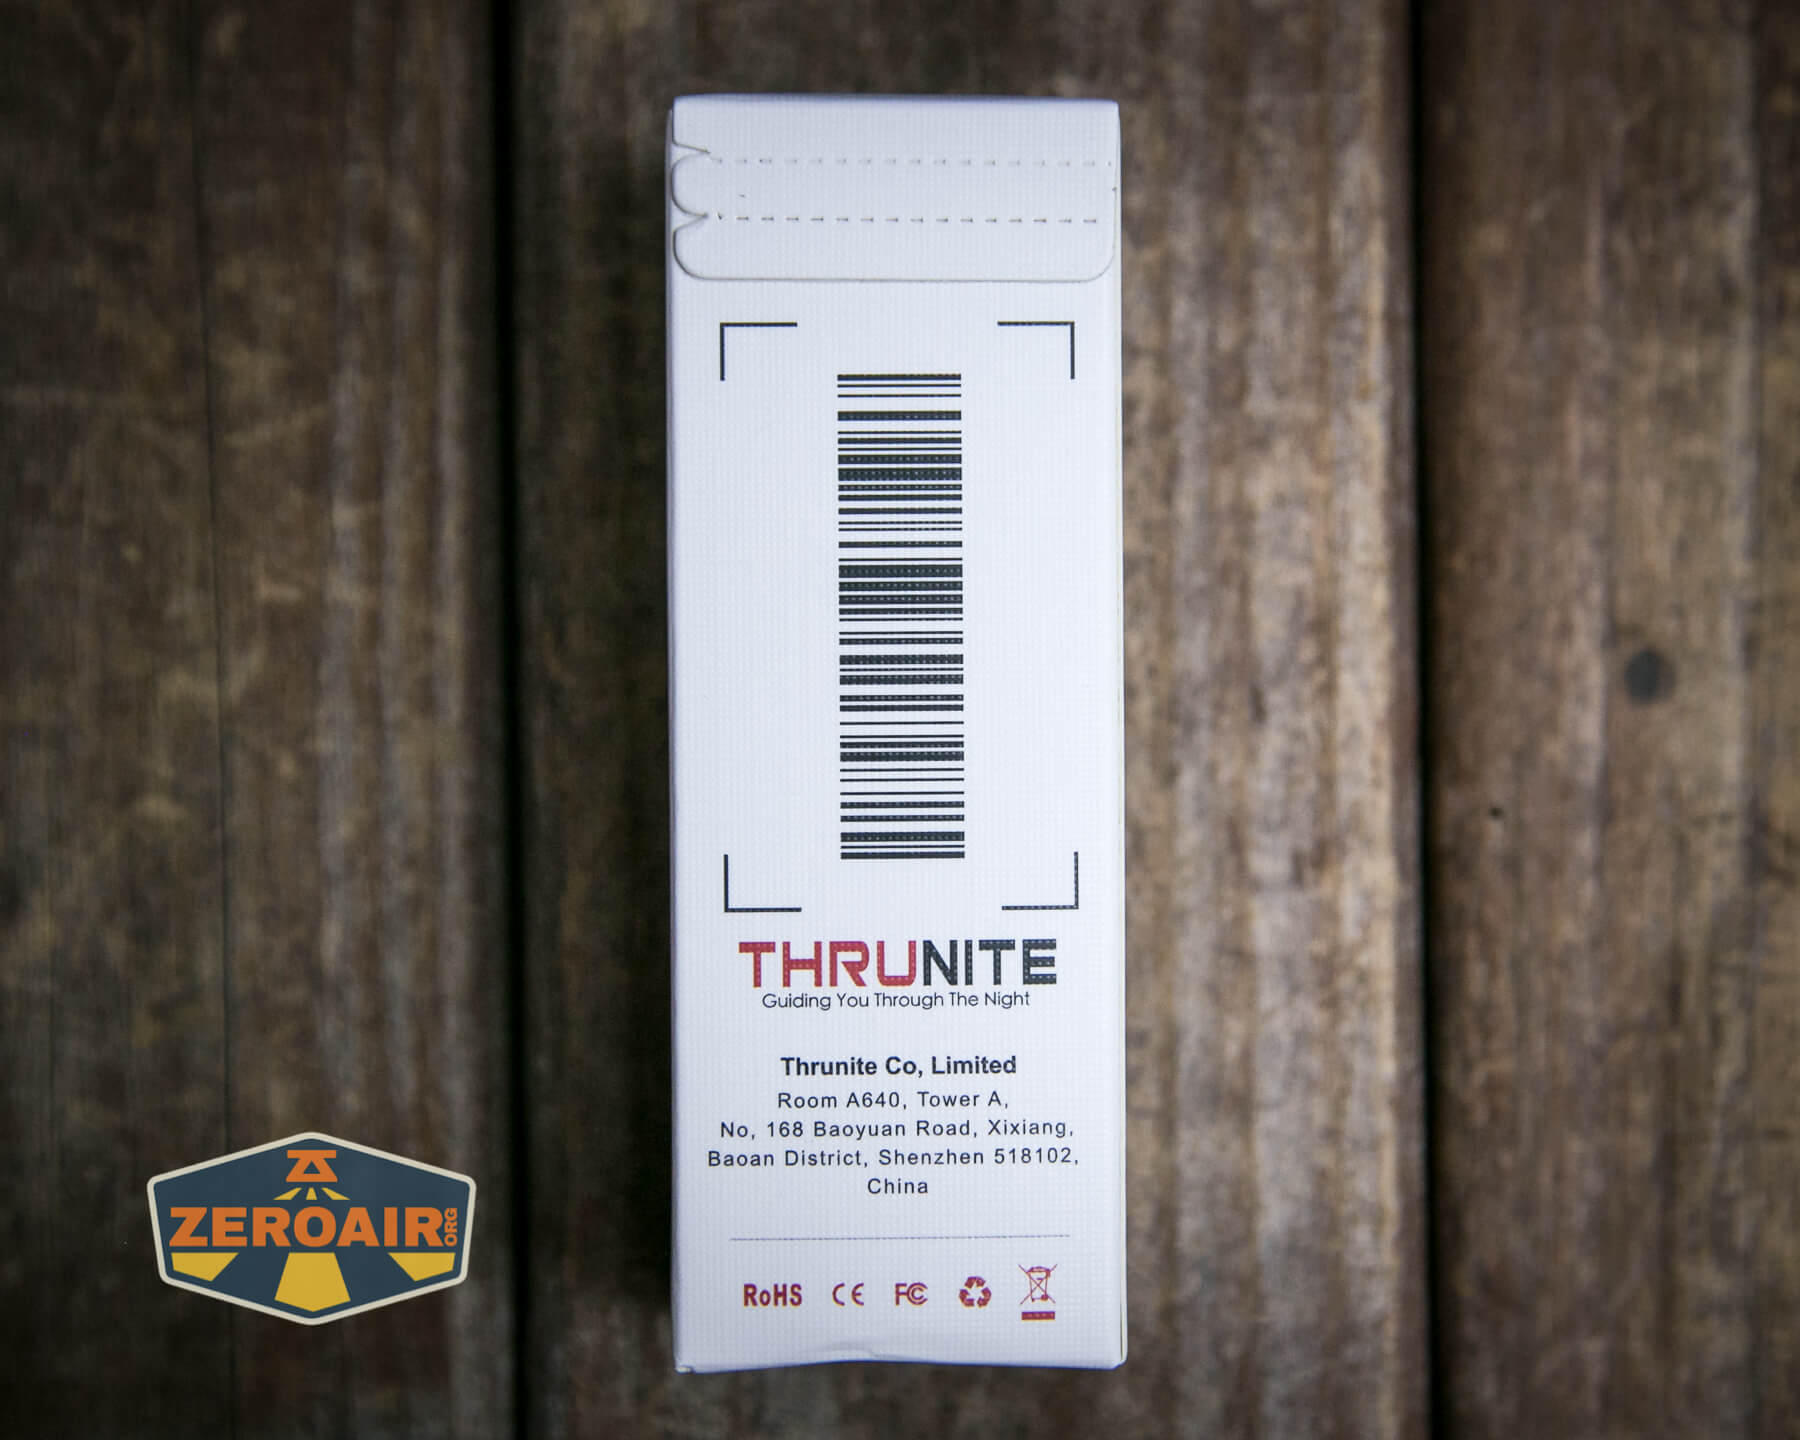 THRUNITE
Guiding You Through The Night
Thrunite Co, Limited
Room A640, Tower A,
No, 168 Baoyuan Road, Xixiang,
Baoan District, Shenzhen 518102,
China
RoHS CE FC
ZEROAIR.ORG